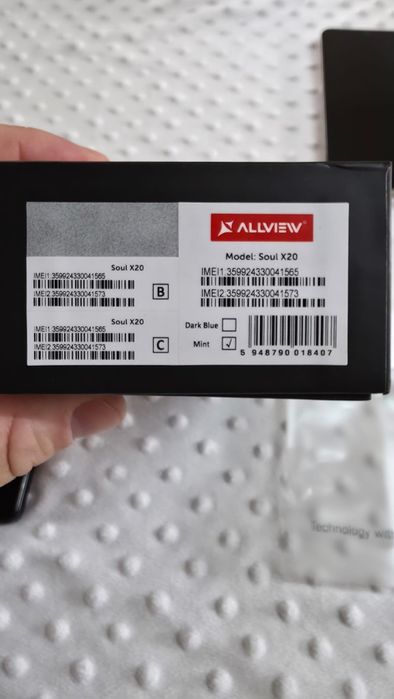 Soul X20
IMEI1:359924330041565
IMEI2:359924330041573
B
Soul X20
IMEI1:359924330041565
IMEI2:359924330041573
C
ALLVIEW
Model: Soul X20
IMEI1:359924330041565
IMEI2:359924330041573
Dark Blue
Mint √
5 948790 018407
Technology with